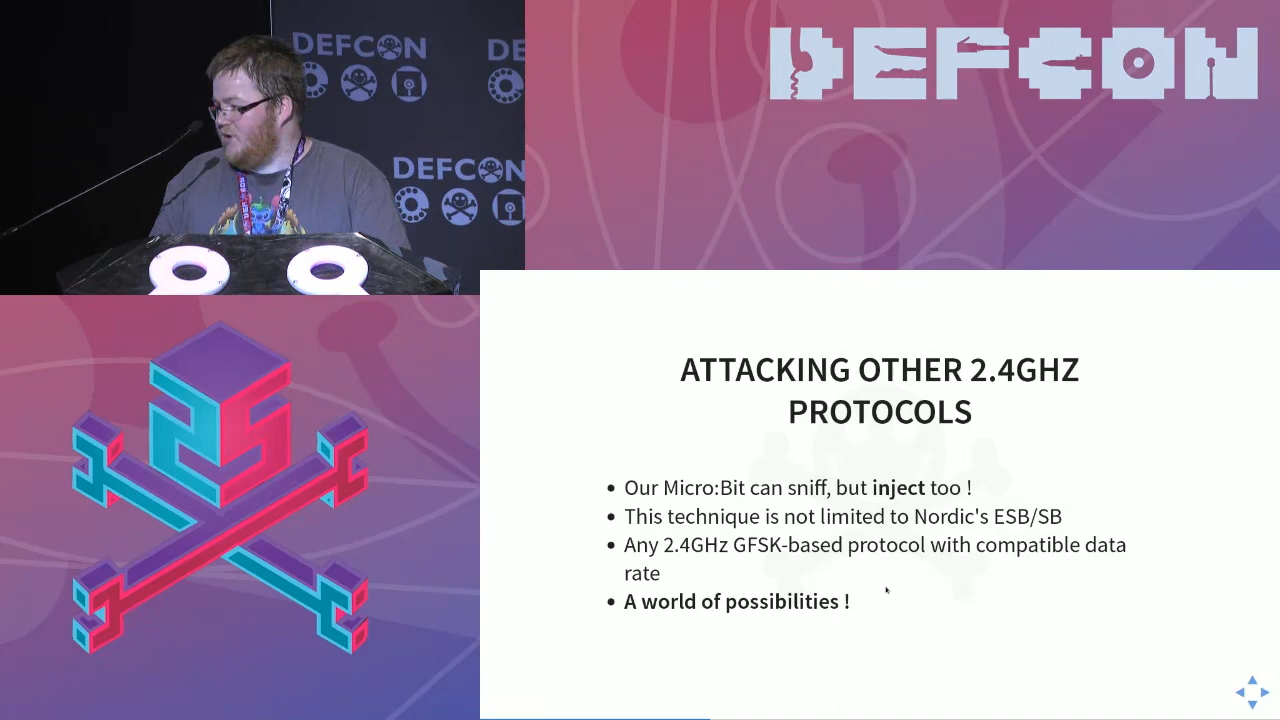 DEFCON
DE
DEFCON
DEFCON
ATTACKING OTHER 2.4GHZ
PROTOCOLS
Our Micro:Bit can sniff, but inject too !
This technique is not limited to Nordic's ESB/SB
Any 2.4GHz GFSK-based protocol with compatible data
rate
A world of possibilities !